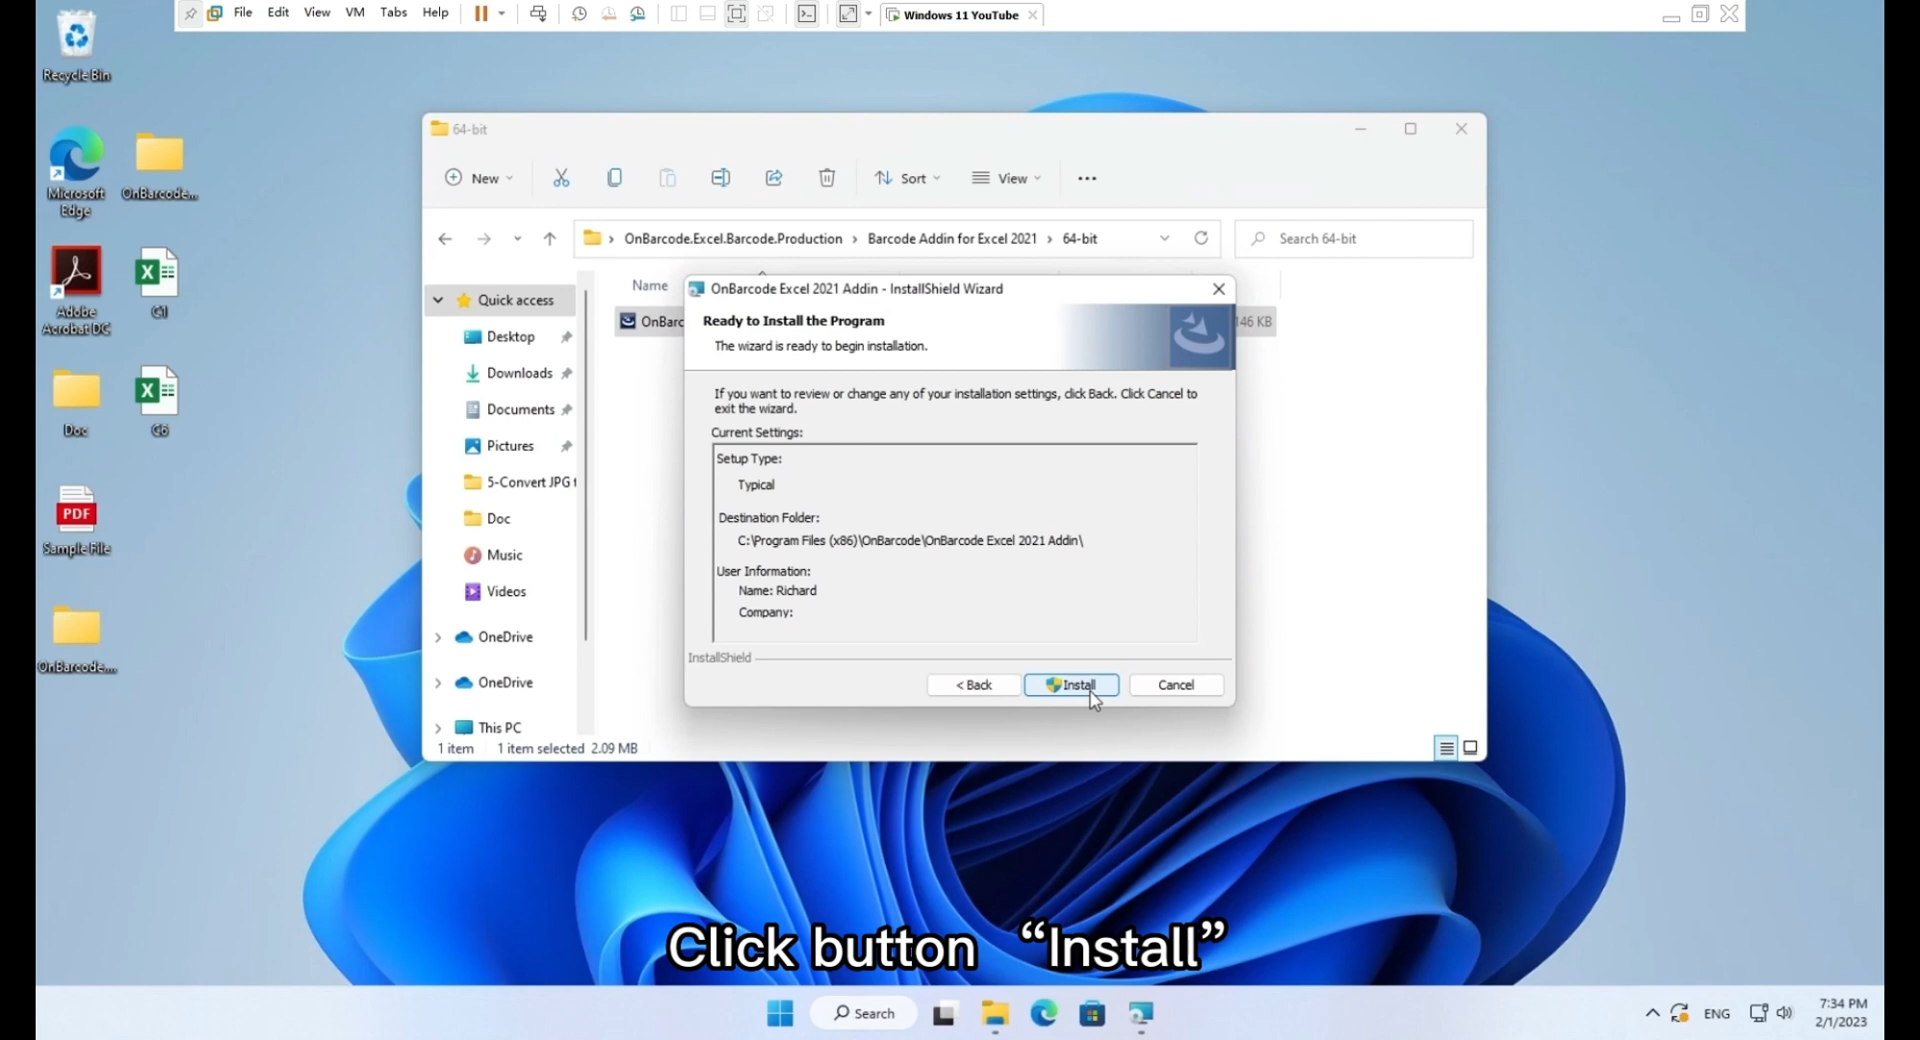 File Edit View VM Tabs Help Windows 11 YouTube
Recycle Bin
Microsoft Edge
OnBarcode...
Adobe Acrobat DC
C1
Doc
C6
PDF
Sample File
OnBarcode....
64-bit
New Sort View
OnBarcode.Excel.Barcode.Production › Barcode Addin for Excel 2021 › 64-bit
Search 64-bit
Quick access
Desktop
Downloads
Documents
Pictures
5-Convert JPG t
Doc
Music
Videos
OneDrive
OneDrive
This PC
Name
OnBarc
146 KB
1 item 1 item selected 2.09 MB
OnBarcode Excel 2021 Addin - InstallShield Wizard
Ready to Install the Program
The wizard is ready to begin installation.
If you want to review or change any of your installation settings, click Back. Click Cancel to
exit the wizard.
Current Settings:
Setup Type:
Typical
Destination Folder:
C:\Program Files (x86)\OnBarcode\OnBarcode Excel 2021 Addin\
User Information:
Name: Richard
Company:
InstallShield
< Back Install Cancel
Click button “Install”
Search
ENG
7:34 PM
2/1/2023